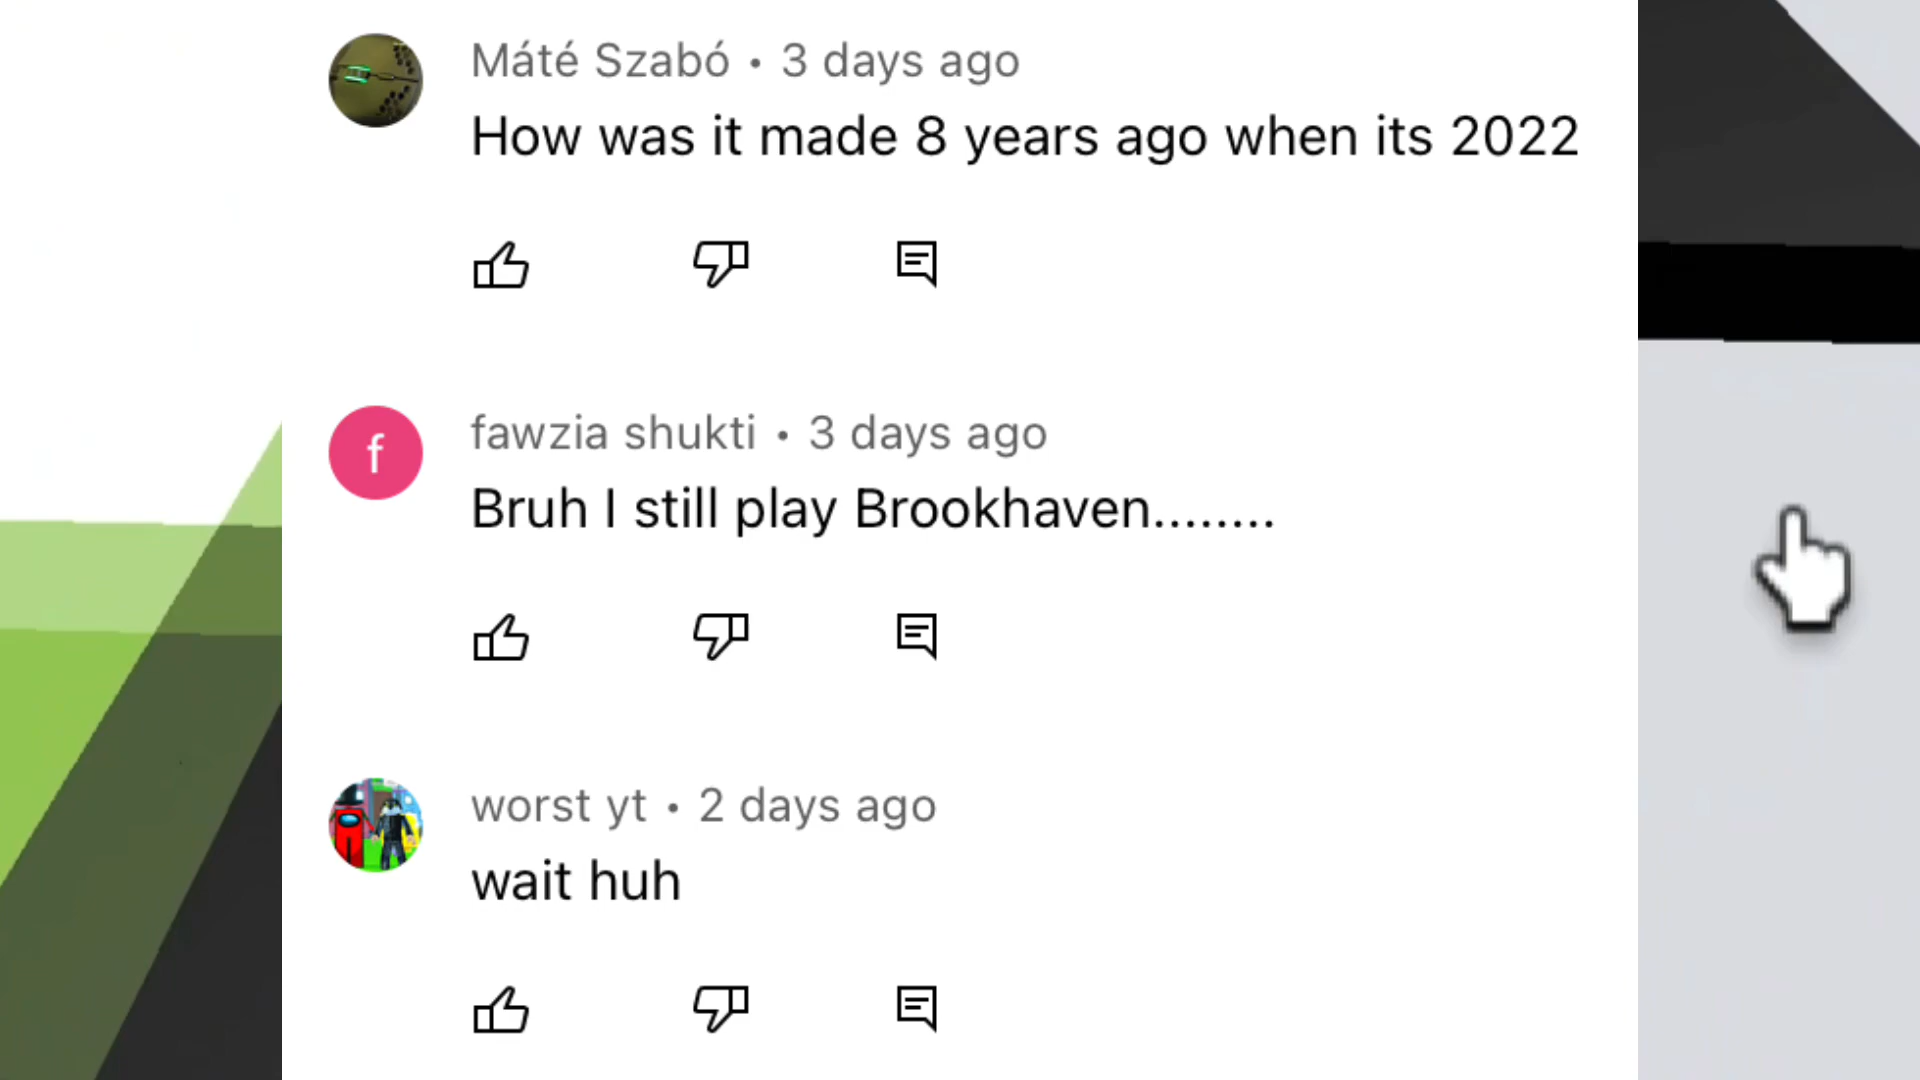 Máté Szabó • 3 days ago
How was it made 8 years ago when its 2022
f
fawzia shukti • 3 days ago
Bruh I still play Brookhaven........
worst yt • 2 days ago
wait huh